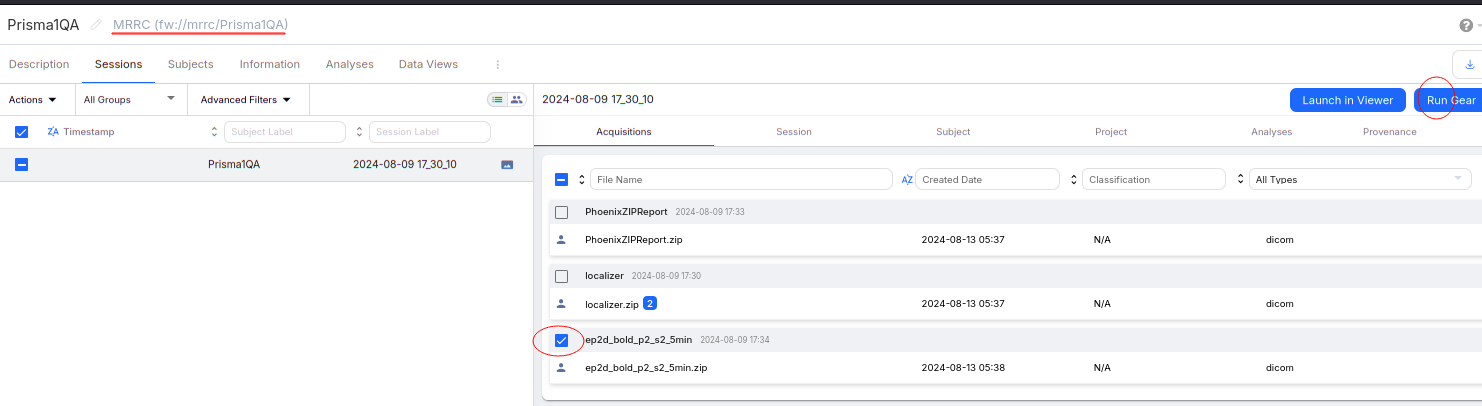 Prisma1QA MRRC (fw://mrrc/Prisma1QA)
Description Sessions Subjects Information Analyses Data Views
Actions All Groups Advanced Filters
2024-08-09 17_30_10 Launch in Viewer Run Gear
Timestamp Subject Label Session Label
Acquisitions Session Subject Project Analyses Provenance
Prisma1QA 2024-08-09 17_30_10
File Name Created Date Classification All Types
PhoenixZIPReport 2024-08-09 17:33
PhoenixZIPReport.zip 2024-08-13 05:37 N/A dicom
localizer 2024-08-09 17:30
localizer.zip 2 2024-08-13 05:37 N/A dicom
ep2d_bold_p2_s2_5min 2024-08-09 17:34
ep2d_bold_p2_s2_5min.zip 2024-08-13 05:38 N/A dicom